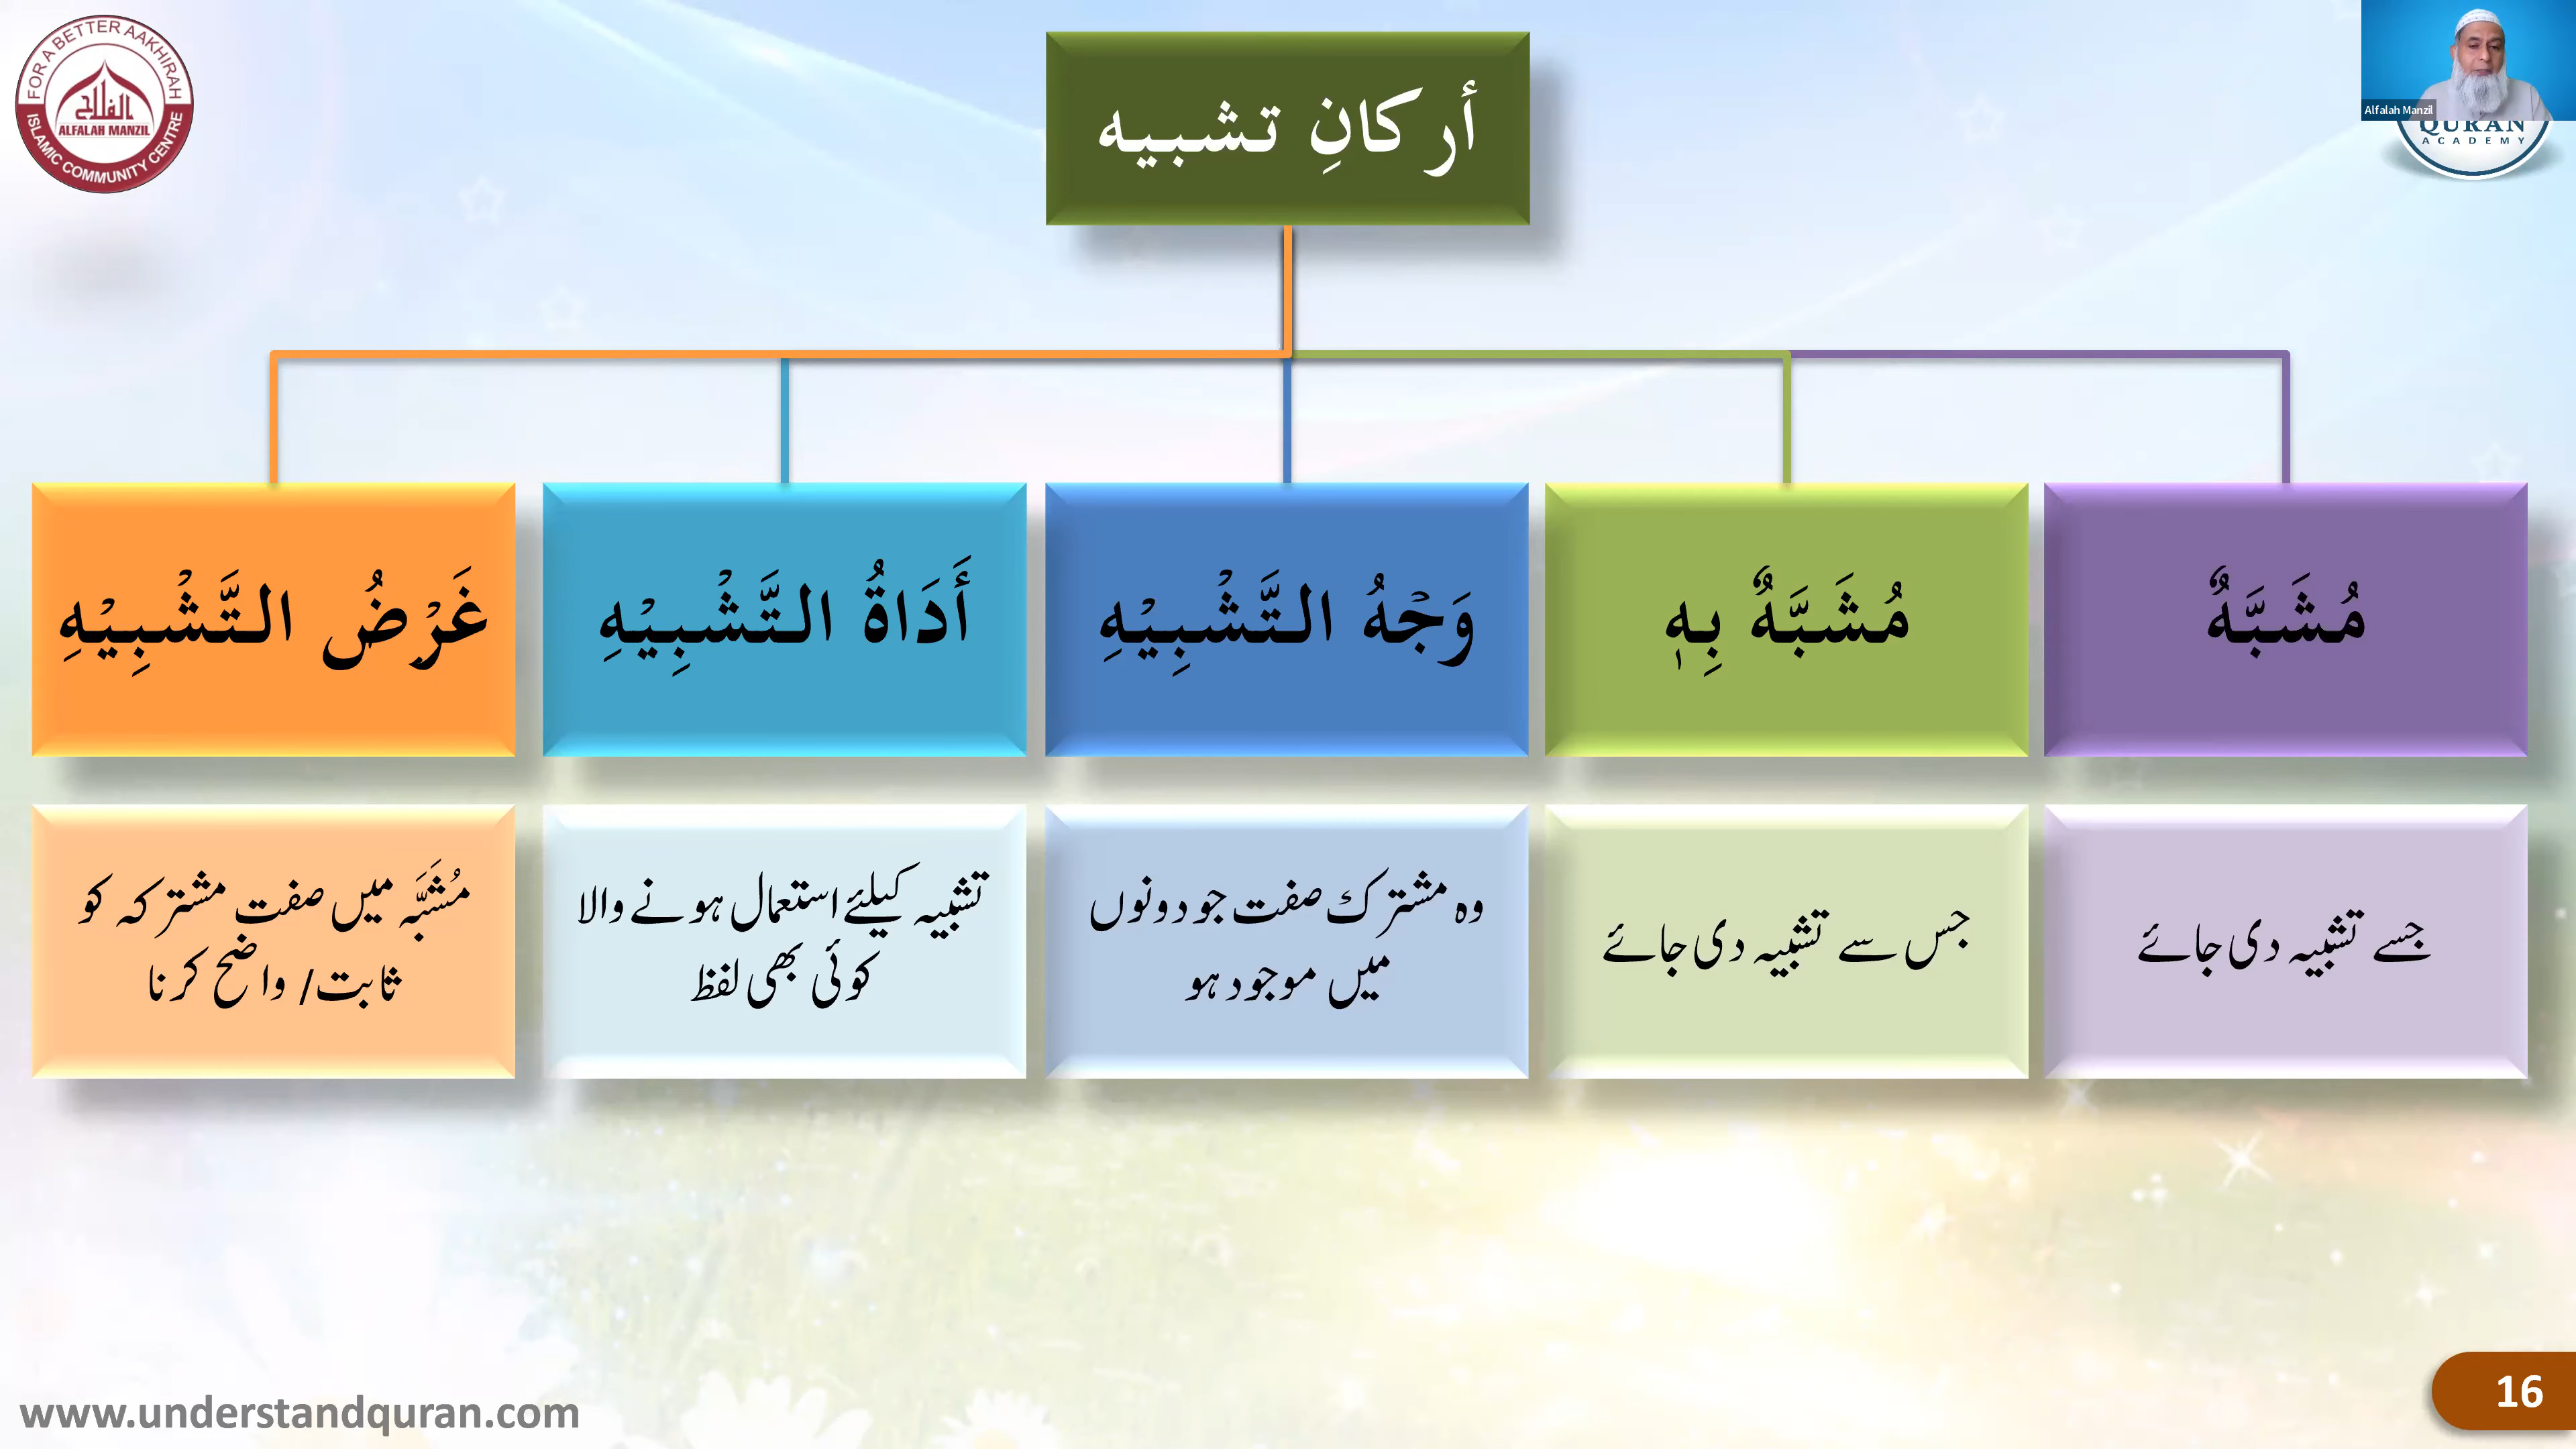 FOR A BETTER AAKHIRAH
الفلاح
ALFALAH MANZIL
ISLAMIC COMMUNITY CENTRE
أركانِ تشبيه
Alfalah Manzil
QURAN
ACADEMY
مُشَبَّهٌ
مُشَبَّهٌ بِهٖ
وَجْهُ التَّشْبِيْهِ
أَدَاةُ التَّشْبِيْهِ
غَرْضُ التَّشْبِيْهِ
جسے تشبیہ دی جائے
جس سے تشبیہ دی جائے
وہ مشترک صفت جو دونوں
میں موجود ہو
تشبیہ کیلئے استعمال ہونے والا
کوئی بھی لفظ
مُشَبَّہ میں صفت مشترکہ کو
ثابت/ واضح کرنا
www.understandquran.com
16